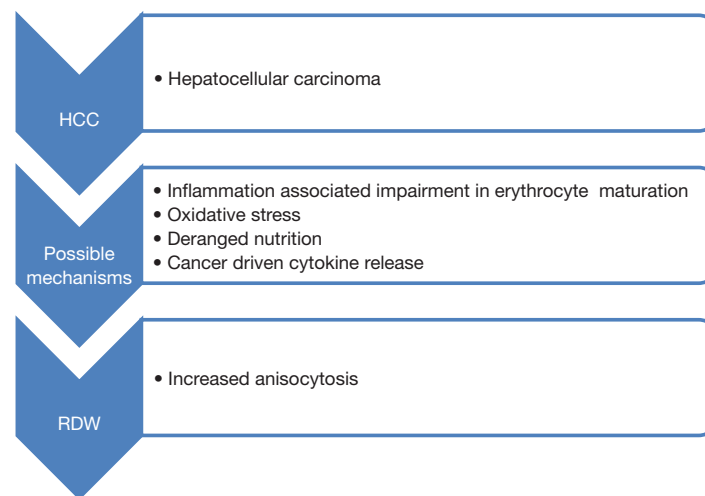 HCC
• Hepatocellular carcinoma
Possible
mechanisms
• Inflammation associated impairment in erythrocyte maturation
• Oxidative stress
• Deranged nutrition
• Cancer driven cytokine release
RDW
• Increased anisocytosis